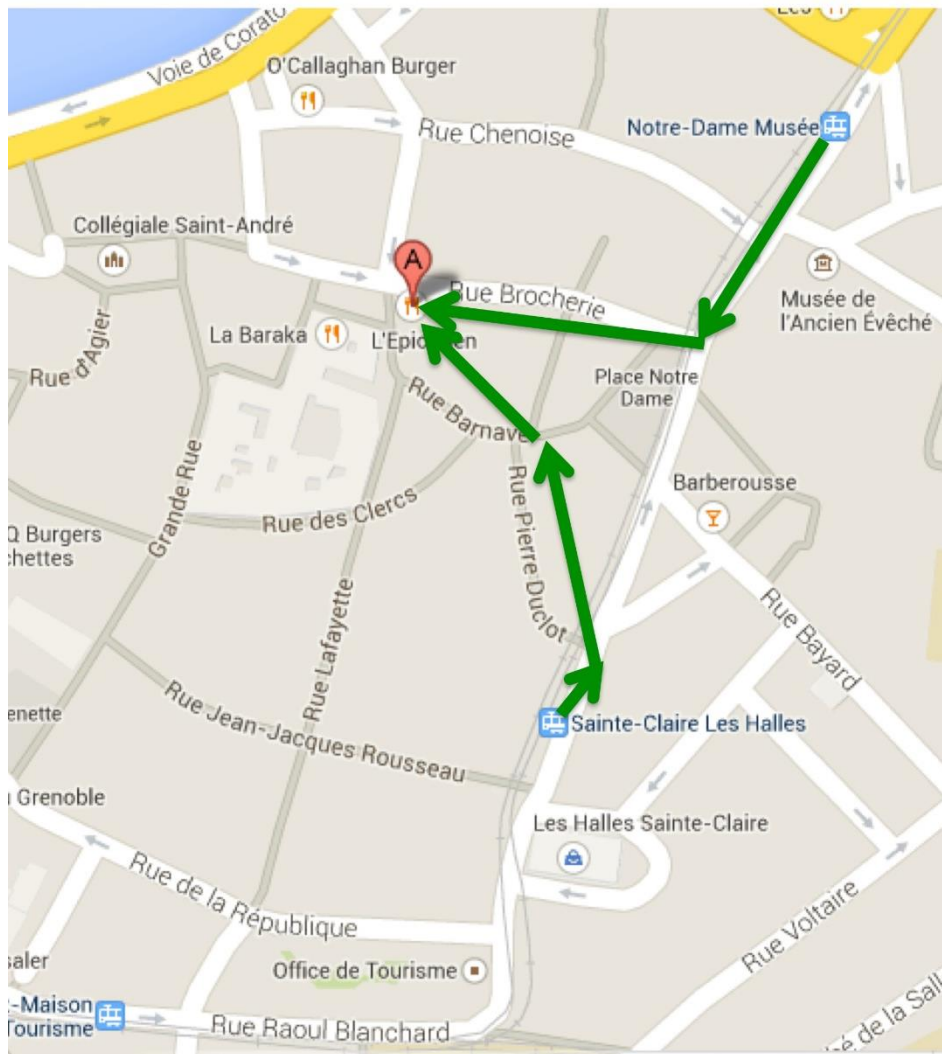 Voie de Corato
O'Callaghan Burger
Rue Chenoise
Notre-Dame Musée
Collégiale Saint-André
A
Rue Brocherie
Musée de
l'Ancien Évêché
La Baraka
Rue d'Agier
Place Notre
Dame
Rue Barnave
Grande Rue
Rue des Clercs
Rue Pierre Duclot
Barberousse
Q Burgers
chettes
Rue Lafayette
Rue Bayard
Rue Jean-Jacques Rousseau
enette
Sainte-Claire Les Halles
Grenoble
Les Halles Sainte-Claire
Rue de la République
Rue Voltaire
saler
Office de Tourisme
-Maison
Tourisme
Rue Raoul Blanchard
é de la Sall